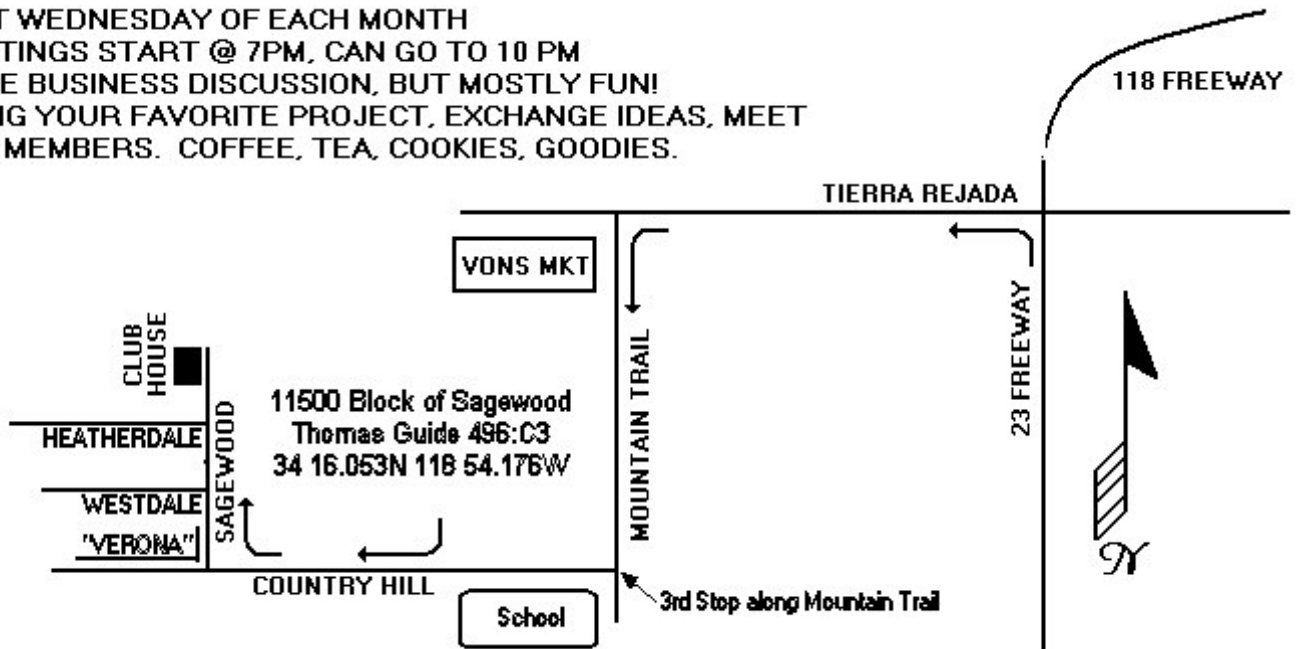 T WEDNESDAY OF EACH MONTH
TINGS START @ 7PM, CAN GO TO 10 PM
E BUSINESS DISCUSSION, BUT MOSTLY FUN!
IG YOUR FAVORITE PROJECT, EXCHANGE IDEAS, MEET
MEMBERS. COFFEE, TEA, COOKIES, GOODIES.
118 FREEWAY
TIERRA REJADA
VONS MKT
CLUB
HOUSE
MOUNTAIN TRAIL
23 FREEWAY
11500 Block of Sagewood
Thomas Guide 496:C3
34 16.053N 118 54.176W
HEATHERDALE
SAGEWOOD
WESTDALE
"VERONA"
COUNTRY HILL
School
3rd Stop along Mountain Trail
N